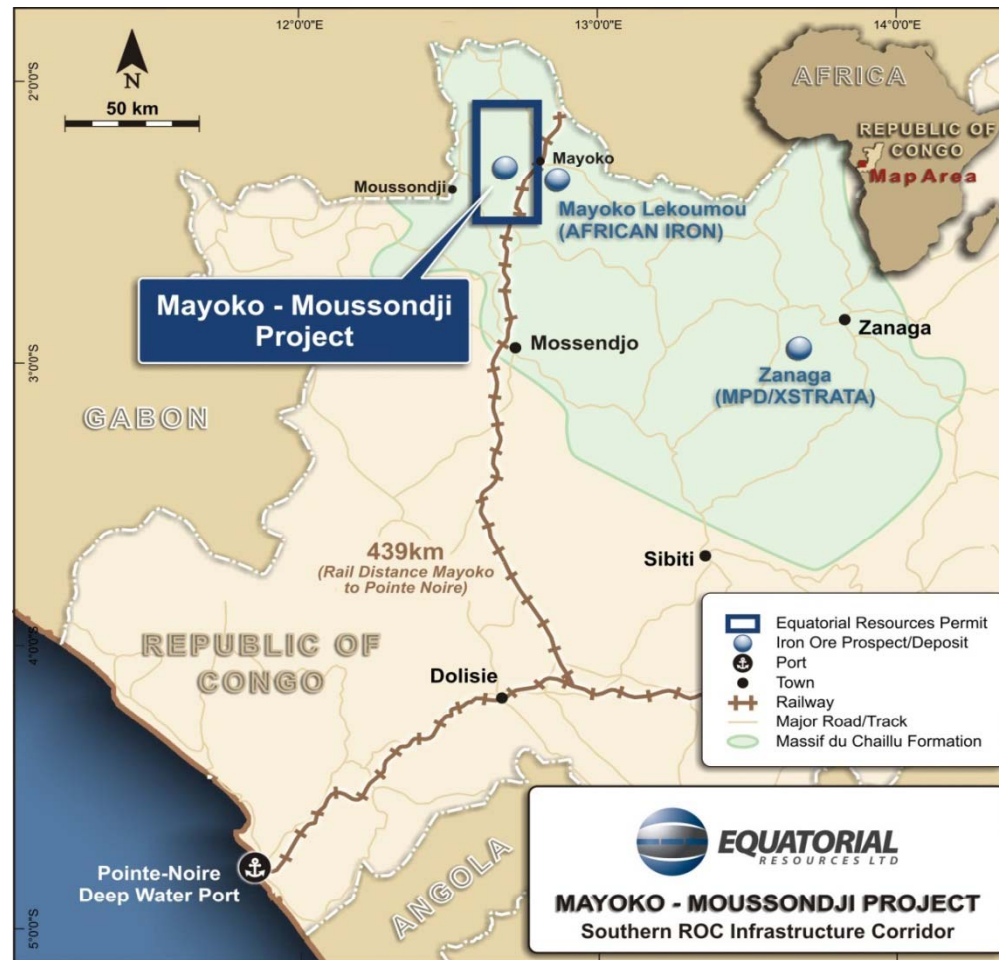 12°0'0"E
13°0'0"E
14°0'0"E
2°0'0"S
3°0'0"S
4°0'0"S
5°0'0"S
N
50 km
AFRICA
REPUBLIC OF
CONGO
Map Area
Moussondji
Mayoko
Mayoko Lekoumou
(AFRICAN IRON)
Mayoko - Moussondji
Project
Mossendjo
Zanaga
Zanaga
(MPD/XSTRATA)
GABON
439km
(Rail Distance Mayoko
to Pointe Noire)
Sibiti
REPUBLIC OF
CONGO
Dolisie
Equatorial Resources Permit
Iron Ore Prospect/Deposit
Port
Town
Railway
Major Road/Track
Massif du Chaillu Formation
Pointe-Noire
Deep Water Port
ANGOLA
EQUATORIAL
RESOURCES LTD
MAYOKO - MOUSSONDJI PROJECT
Southern ROC Infrastructure Corridor